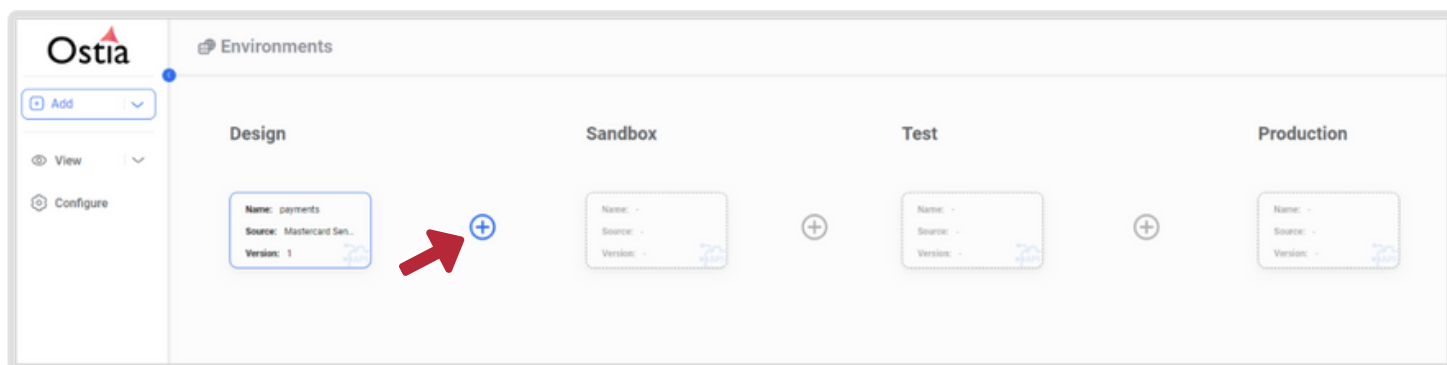 Ostia
Environments
Add
View
Configure
Design
Sandbox
Test
Production
Name: payments
Source: Mastercard Sen..
Version: 1
Name: -
Source: -
Version: -
Name: -
Source: -
Version: -
Name: -
Source: -
Version: -